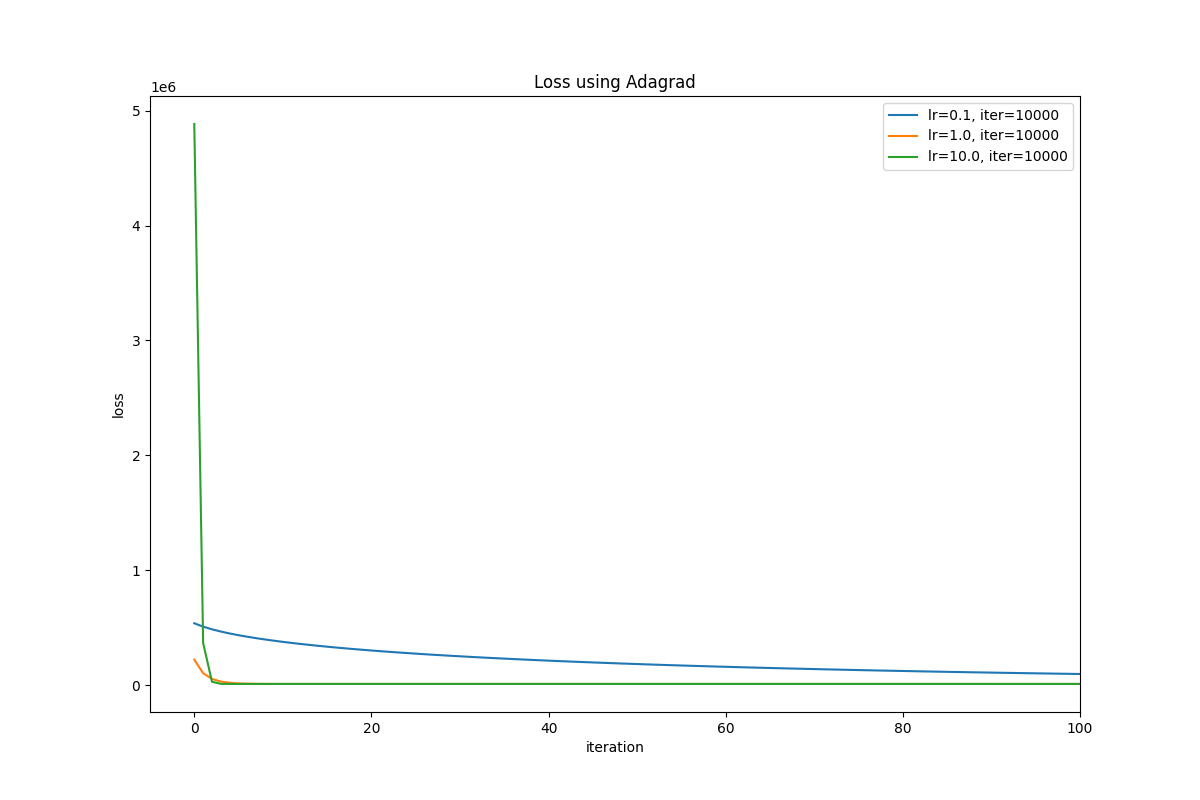 Loss using Adagrad
1e6
lr=0.1, iter=10000
lr=1.0, iter=10000
lr=10.0, iter=10000
5
4
3
2
1
0
loss
0 20 40 60 80 100
iteration